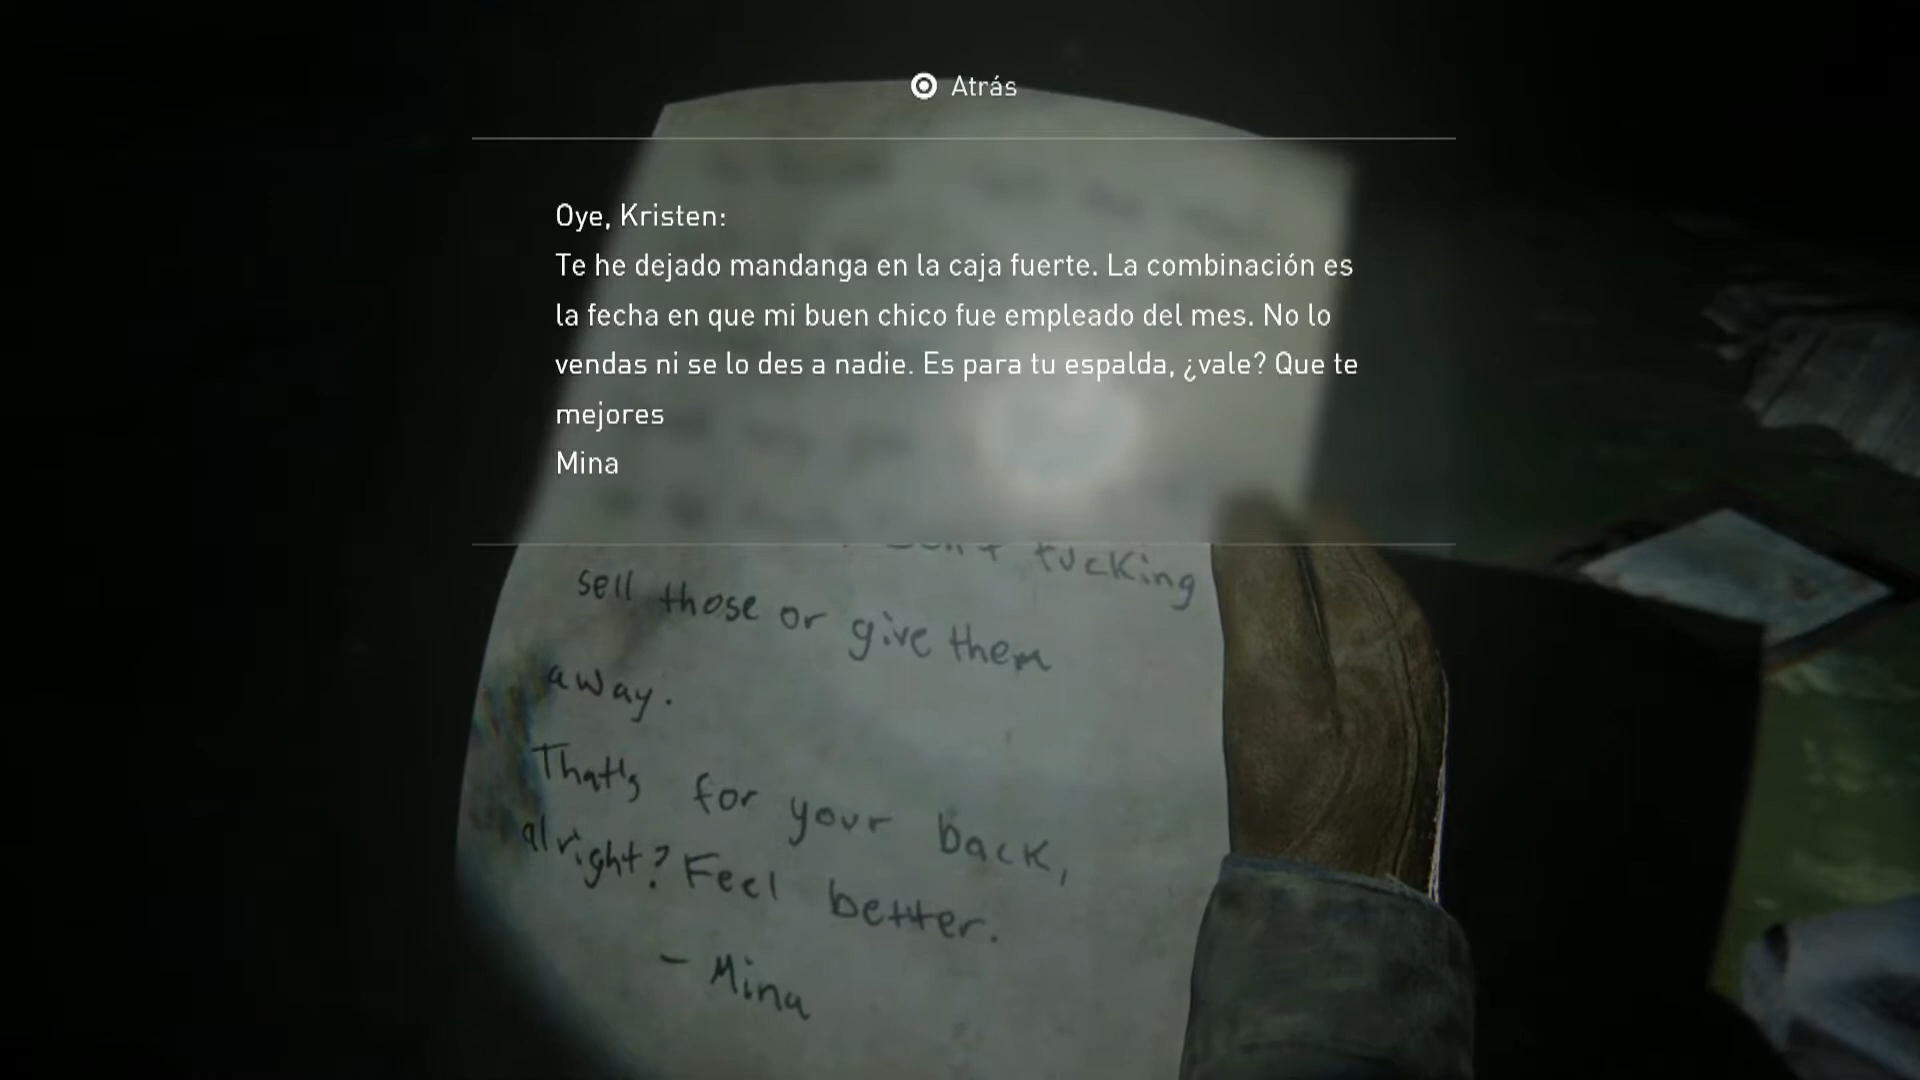 Atrás
Oye, Kristen:
Te he dejado mandanga en la caja fuerte. La combinación es
la fecha en que mi buen chico fue empleado del mes. No lo
vendas ni se lo des a nadie. Es para tu espalda, ¿vale? Que te
mejores
Mina
fucking
sell those or give them
away.
That's for your back,
alright? Feel better.
- Mina